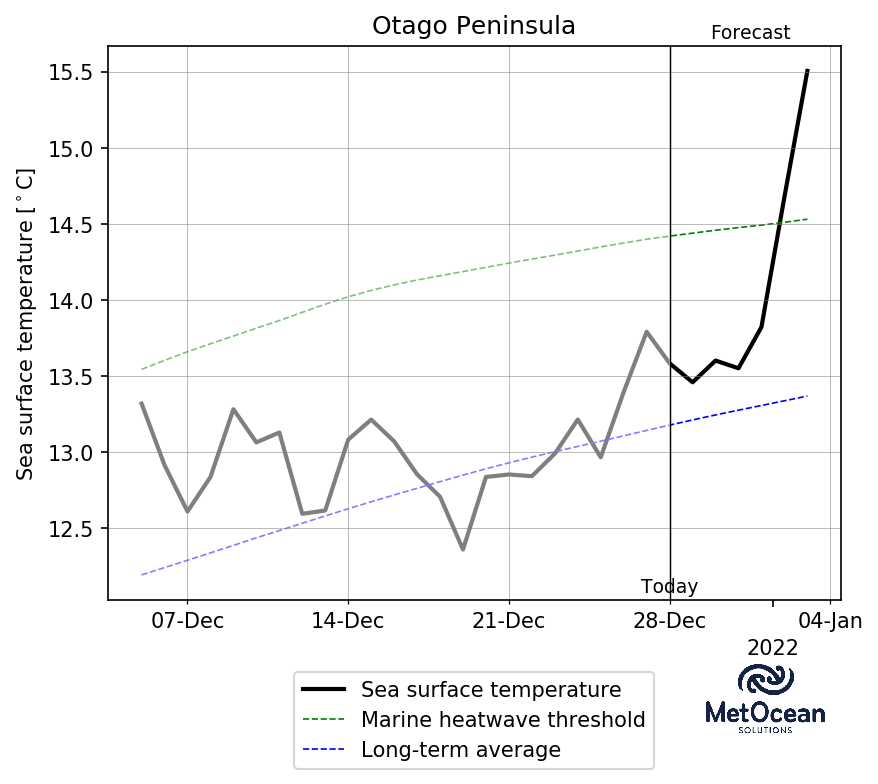 Otago Peninsula
Forecast
Sea surface temperature [°C]
15.5
15.0
14.5
14.0
13.5
13.0
12.5
Today
07-Dec 14-Dec 21-Dec 28-Dec 04-Jan
2022
Sea surface temperature
Marine heatwave threshold
Long-term average
MetOcean
SOLUTIONS